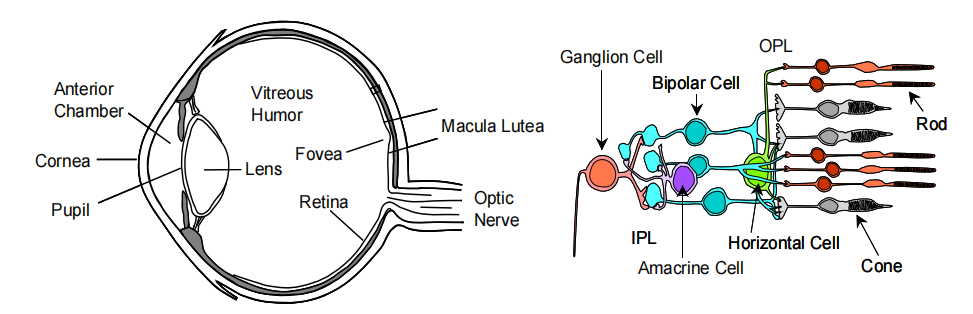 Anterior
Chamber
Cornea
Pupil
Vitreous
Humor
Fovea
Lens
Retina
Macula Lutea
Optic
Nerve
Ganglion Cell
Bipolar Cell
OPL
Rod
IPL
Amacrine Cell
Horizontal Cell
Cone